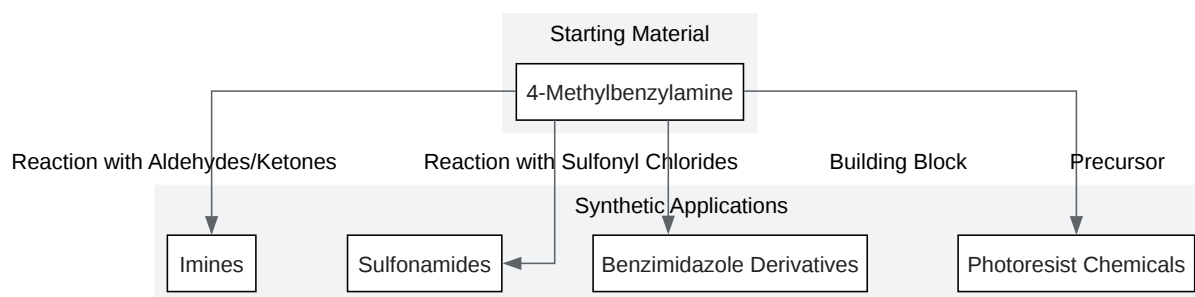 Starting Material
4-Methylbenzylamine
Reaction with Aldehydes/Ketones
Reaction with Sulfonyl Chlorides
Building Block
Precursor
Synthetic Applications
Imines
Sulfonamides
Benzimidazole Derivatives
Photoresist Chemicals